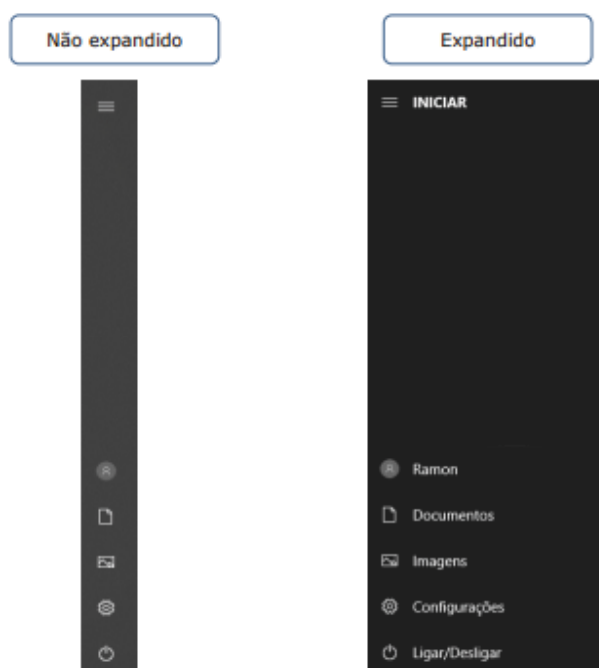 Não expandido
Expandido
INICIAR
Ramon
Documentos
Imagens
Configurações
Ligar/Desligar